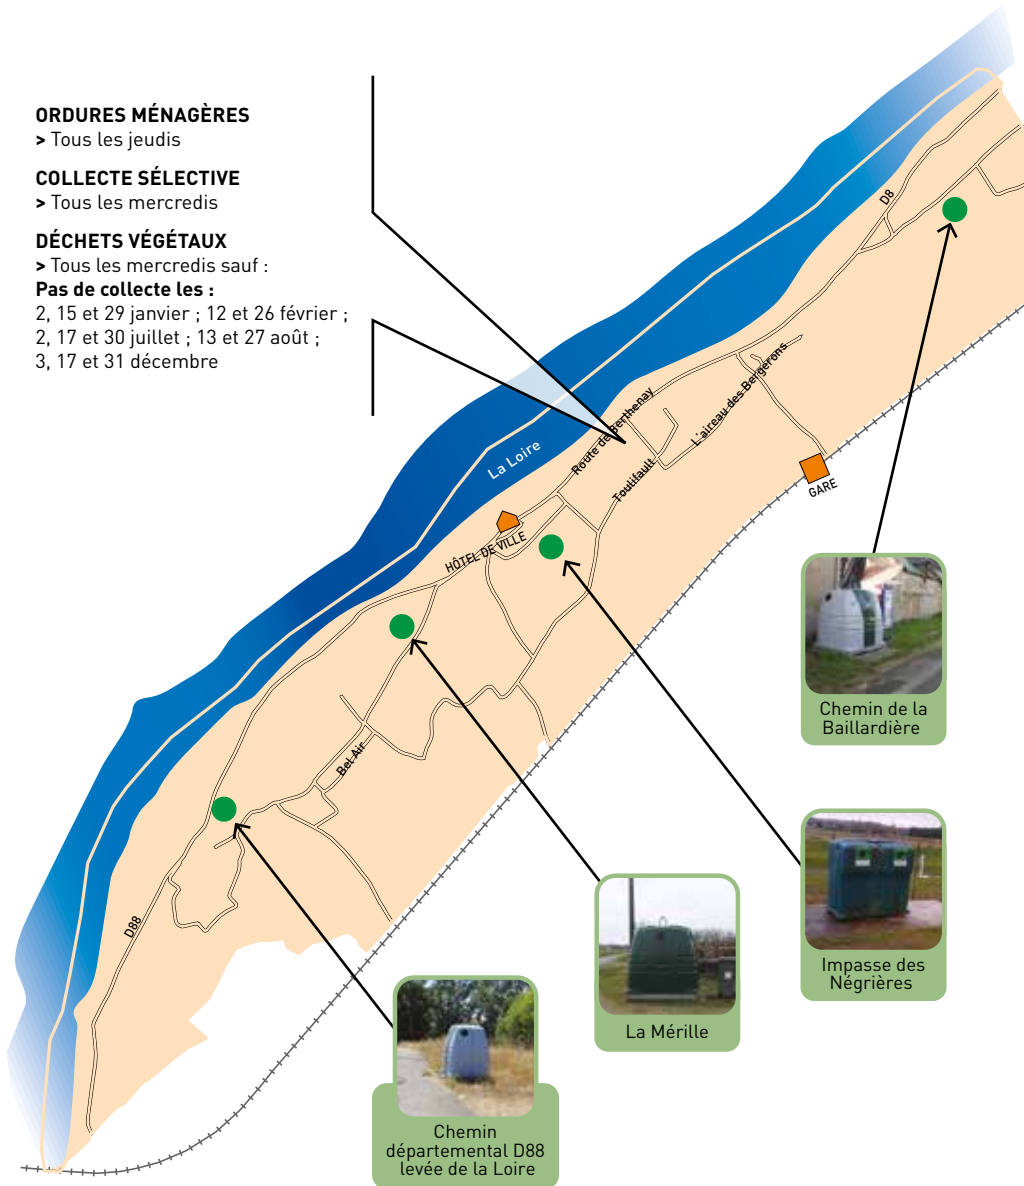 ORDURES MÉNAGÈRES
> Tous les jeudis
COLLECTE SÉLECTIVE
> Tous les mercredis
DÉCHETS VÉGÉTAUX
> Tous les mercredis sauf :
Pas de collecte les :
2, 15 et 29 janvier ; 12 et 26 février ;
2, 17 et 30 juillet ; 13 et 27 août ;
3, 17 et 31 décembre
D8
L'aireau des Bergerons
Route de Berthenay
La Loire
Toulifault
GARE
HÔTEL DE VILLE
Bel Air
D88
Chemin de la
Baillardière
Impasse des
Négrières
La Mérille
Chemin
départemental D88
levée de la Loire